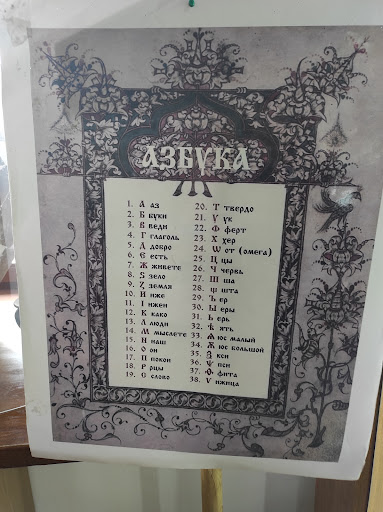 АЗБУКА
1. А аз
2. Б буки
3. В веди
4. Г глаголь
5. Д добро
6. Є есть
7. Ж живете
8. Ѕ зело
9. Ꙁ земля
10. И иже
11. І інжеи
12. К како
13. Л люди
14. М мыслете
15. Н наш
16. О он
17. П покои
18. Р рцы
19. С слово
20. Т твердо
21. Ѵ ук
22. Ф ферт
23. Х хер
24. Ѡ от (омега)
25. Ц цы
26. Ч червь
27. Ш ша
28. Щ шта
29. Ъ ер
30. Ы еры
31. Ь ерь
32. Ѣ ять
33. Ѧ юс малый
34. Ѫ юс большой
35. Ѯ кси
36. Ѱ пси
37. Ѳ фита
38. Ѵ ижица